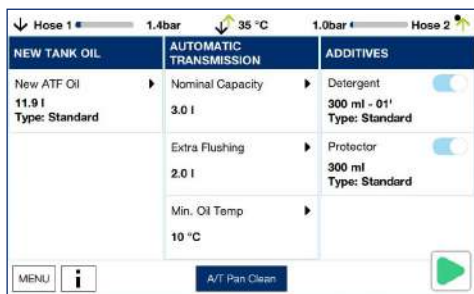 Hose 1 1.4bar 35 °C 1.0bar Hose 2
NEW TANK OIL
AUTOMATIC
TRANSMISSION
ADDITIVES
New ATF Oil
11.9 l
Type: Standard
Nominal Capacity
3.0 l
Extra Flushing
2.0 l
Min. Oil Temp
10 °C
Detergent
300 ml - 01'
Type: Standard
Protector
300 ml
Type: Standard
MENU i A/T Pan Clean